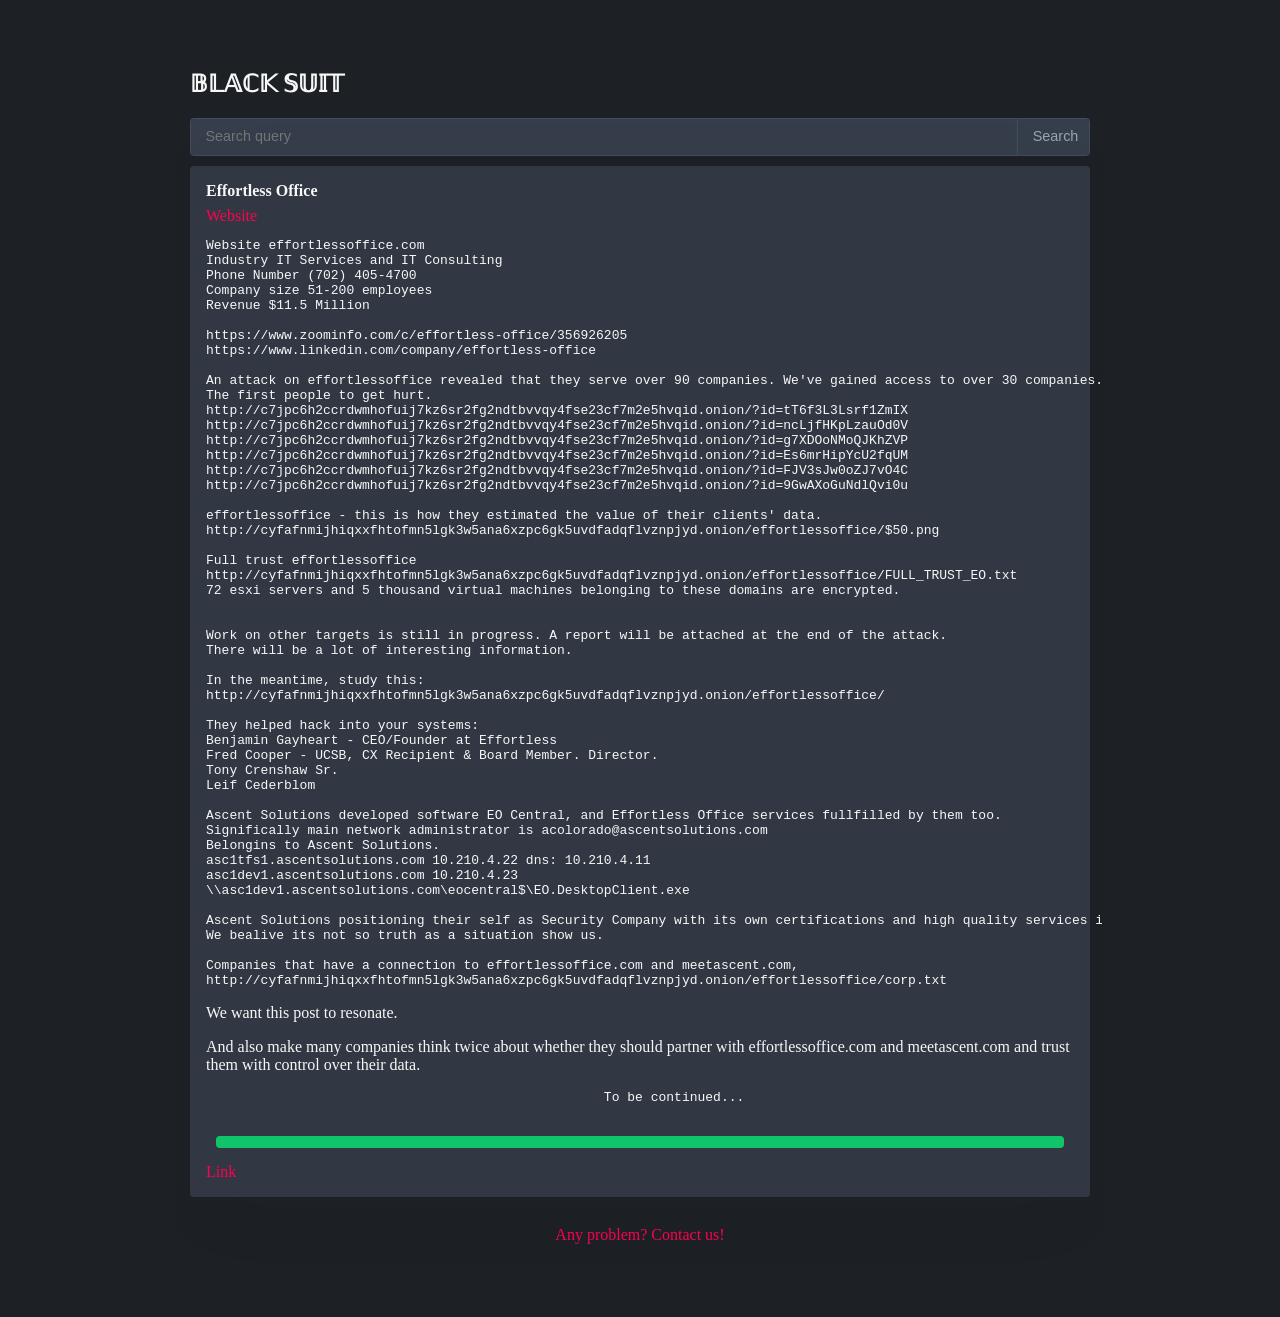 𝔹𝕃𝔸ℂ𝕂 𝕊𝕌𝕀𝕋
Search query
Search
Effortless Office
Website
Website effortlessoffice.com
Industry IT Services and IT Consulting
Phone Number (702) 405-4700
Company size 51-200 employees
Revenue $11.5 Million
https://www.zoominfo.com/c/effortless-office/356926205
https://www.linkedin.com/company/effortless-office
An attack on effortlessoffice revealed that they serve over 90 companies. We've gained access to over 30 companies.
The first people to get hurt.
http://c7jpc6h2ccrdwmhofuij7kz6sr2fg2ndtbvvqy4fse23cf7m2e5hvqid.onion/?id=tT6f3L3Lsrf1ZmIX
http://c7jpc6h2ccrdwmhofuij7kz6sr2fg2ndtbvvqy4fse23cf7m2e5hvqid.onion/?id=ncLjfHKpLzauOd0V
http://c7jpc6h2ccrdwmhofuij7kz6sr2fg2ndtbvvqy4fse23cf7m2e5hvqid.onion/?id=g7XDOoNMoQJKhZVP
http://c7jpc6h2ccrdwmhofuij7kz6sr2fg2ndtbvvqy4fse23cf7m2e5hvqid.onion/?id=Es6mrHipYcU2fqUM
http://c7jpc6h2ccrdwmhofuij7kz6sr2fg2ndtbvvqy4fse23cf7m2e5hvqid.onion/?id=FJV3sJw0oZJ7vO4C
http://c7jpc6h2ccrdwmhofuij7kz6sr2fg2ndtbvvqy4fse23cf7m2e5hvqid.onion/?id=9GwAXoGuNdlQvi0u
effortlessoffice - this is how they estimated the value of their clients' data.
http://cyfafnmijhiqxxfhtofmn5lgk3w5ana6xzpc6gk5uvdfadqflvznpjyd.onion/effortlessoffice/$50.png
Full trust effortlessoffice
http://cyfafnmijhiqxxfhtofmn5lgk3w5ana6xzpc6gk5uvdfadqflvznpjyd.onion/effortlessoffice/FULL_TRUST_EO.txt
72 esxi servers and 5 thousand virtual machines belonging to these domains are encrypted.
Work on other targets is still in progress. A report will be attached at the end of the attack.
There will be a lot of interesting information.
In the meantime, study this:
http://cyfafnmijhiqxxfhtofmn5lgk3w5ana6xzpc6gk5uvdfadqflvznpjyd.onion/effortlessoffice/
They helped hack into your systems:
Benjamin Gayheart - CEO/Founder at Effortless
Fred Cooper - UCSB, CX Recipient & Board Member. Director.
Tony Crenshaw Sr.
Leif Cederblom
Ascent Solutions developed software EO Central, and Effortless Office services fullfilled by them too.
Significally main network administrator is acolorado@ascentsolutions.com
Belongins to Ascent Solutions.
asc1tfs1.ascentsolutions.com 10.210.4.22 dns: 10.210.4.11
asc1dev1.ascentsolutions.com 10.210.4.23
\\asc1dev1.ascentsolutions.com\eocentral$\EO.DesktopClient.exe
Ascent Solutions positioning their self as Security Company with its own certifications and high quality services i
We bealive its not so truth as a situation show us.
Companies that have a connection to effortlessoffice.com and meetascent.com,
http://cyfafnmijhiqxxfhtofmn5lgk3w5ana6xzpc6gk5uvdfadqflvznpjyd.onion/effortlessoffice/corp.txt
We want this post to resonate.
And also make many companies think twice about whether they should partner with effortlessoffice.com and meetascent.com and trust
them with control over their data.
To be continued...
Link
Any problem? Contact us!